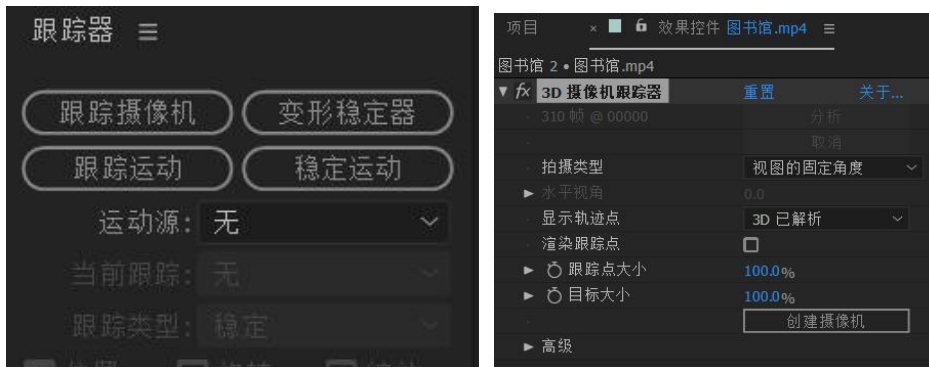 跟踪器
跟踪摄像机 变形稳定器
跟踪运动 稳定运动
运动源: 无
当前跟踪: 无
跟踪类型: 稳定
项目 × 效果控件 图书馆.mp4
图书馆 2 • 图书馆.mp4
fx 3D 摄像机跟踪器 重置 关于...
310 帧 @ 00000 分析
取消
拍摄类型 视图的固定角度
水平视角 0.0
显示轨迹点 3D 已解析
渲染跟踪点
跟踪点大小 100.0%
目标大小 100.0%
创建摄像机
高级